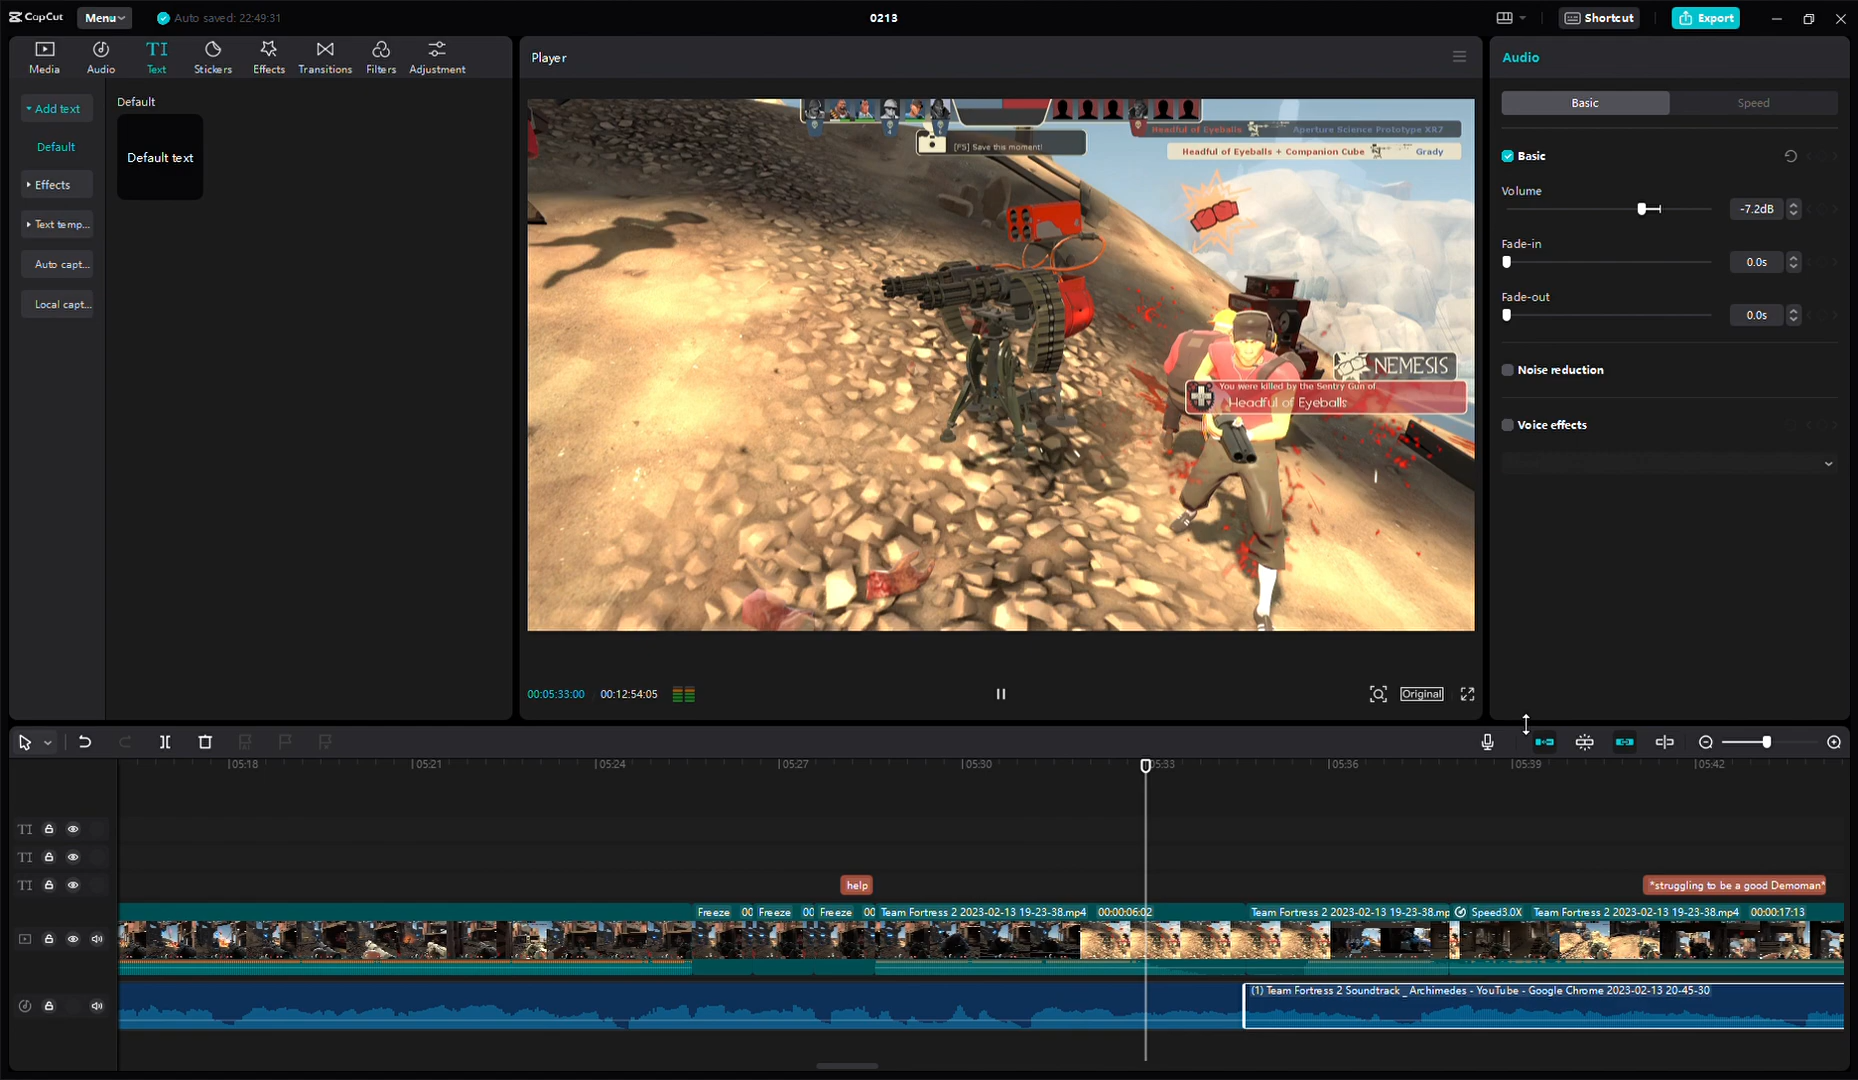 CapCut
Menu
Auto saved: 22:49:31
0213
Shortcut
Export
Media
Audio
Text
Stickers
Effects
Transitions
Filters
Adjustment
Add text
Default
Effects
Text temp...
Auto capt...
Local capt...
Default
Default text
Player
Headful of Eyeballs Aperture Science Prototype XR7
[F5] Save this moment!
Headful of Eyeballs + Companion Cube Grady
NEMESIS
You were killed by the Sentry Gun of
Headful of Eyeballs
00:05:33:00 00:12:54:05
Original
Audio
Basic
Speed
Basic
Volume
-7.2dB
Fade-in
0.0s
Fade-out
0.0s
Noise reduction
Voice effects
05:18
05:21
05:24
05:27
05:30
05:33
05:36
05:39
05:42
TI
TI
TI
help
*struggling to be a good Demoman*
Freeze 00 Freeze 00 Freeze 00 Team Fortress 2 2023-02-13 19-23-38.mp4 00:00:06:02 Team Fortress 2 2023-02-13 19-23-38.mp Speed3.0X Team Fortress 2 2023-02-13 19-23-38.mp4 00:00:17:13
(1) Team Fortress 2 Soundtrack _ Archimedes - YouTube - Google Chrome 2023-02-13 20-45-30